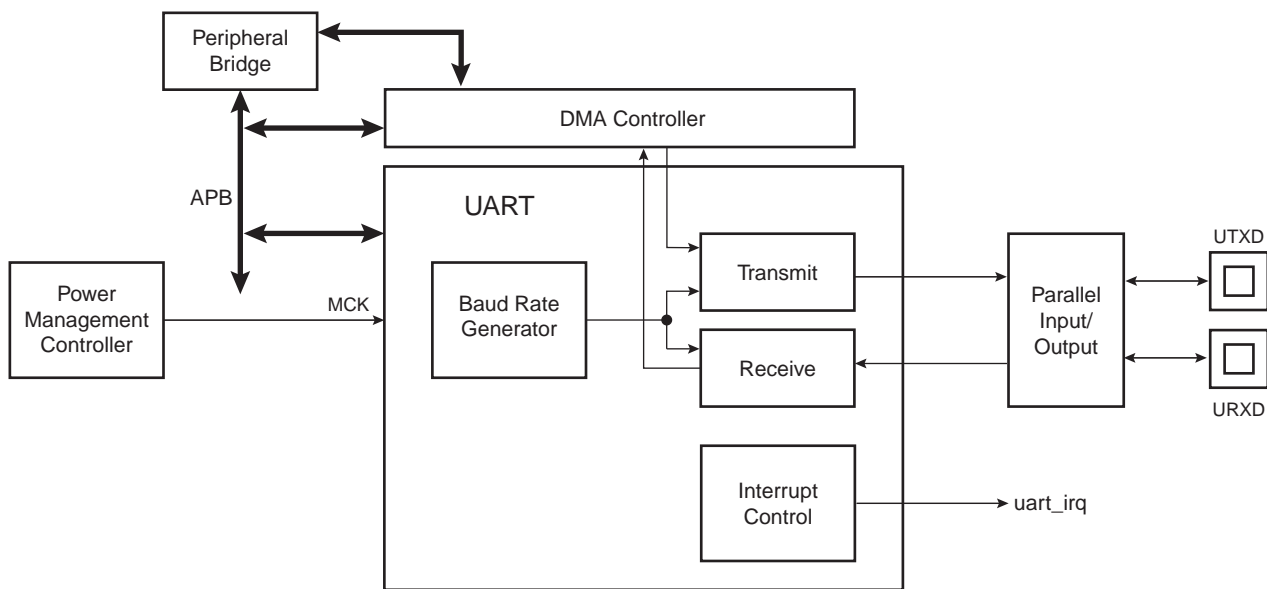 Peripheral
Bridge
DMA Controller
APB
UART
UTXD
Transmit
Power
Management
Controller
MCK
Baud Rate
Generator
Parallel
Input/
Output
Receive
URXD
Interrupt
Control
uart_irq